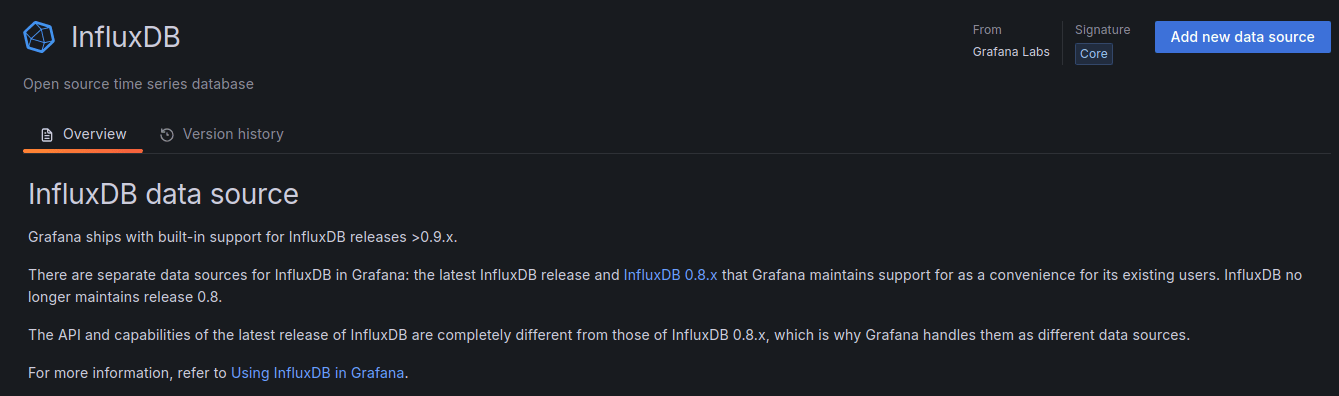 InfluxDB
From
Signature
Add new data source
Grafana Labs
Core
Open source time series database
Overview
Version history
InfluxDB data source
Grafana ships with built-in support for InfluxDB releases >0.9.x.
There are separate data sources for InfluxDB in Grafana: the latest InfluxDB release and InfluxDB 0.8.x that Grafana maintains support for as a convenience for its existing users. InfluxDB no
longer maintains release 0.8.
The API and capabilities of the latest release of InfluxDB are completely different from those of InfluxDB 0.8.x, which is why Grafana handles them as different data sources.
For more information, refer to Using InfluxDB in Grafana.